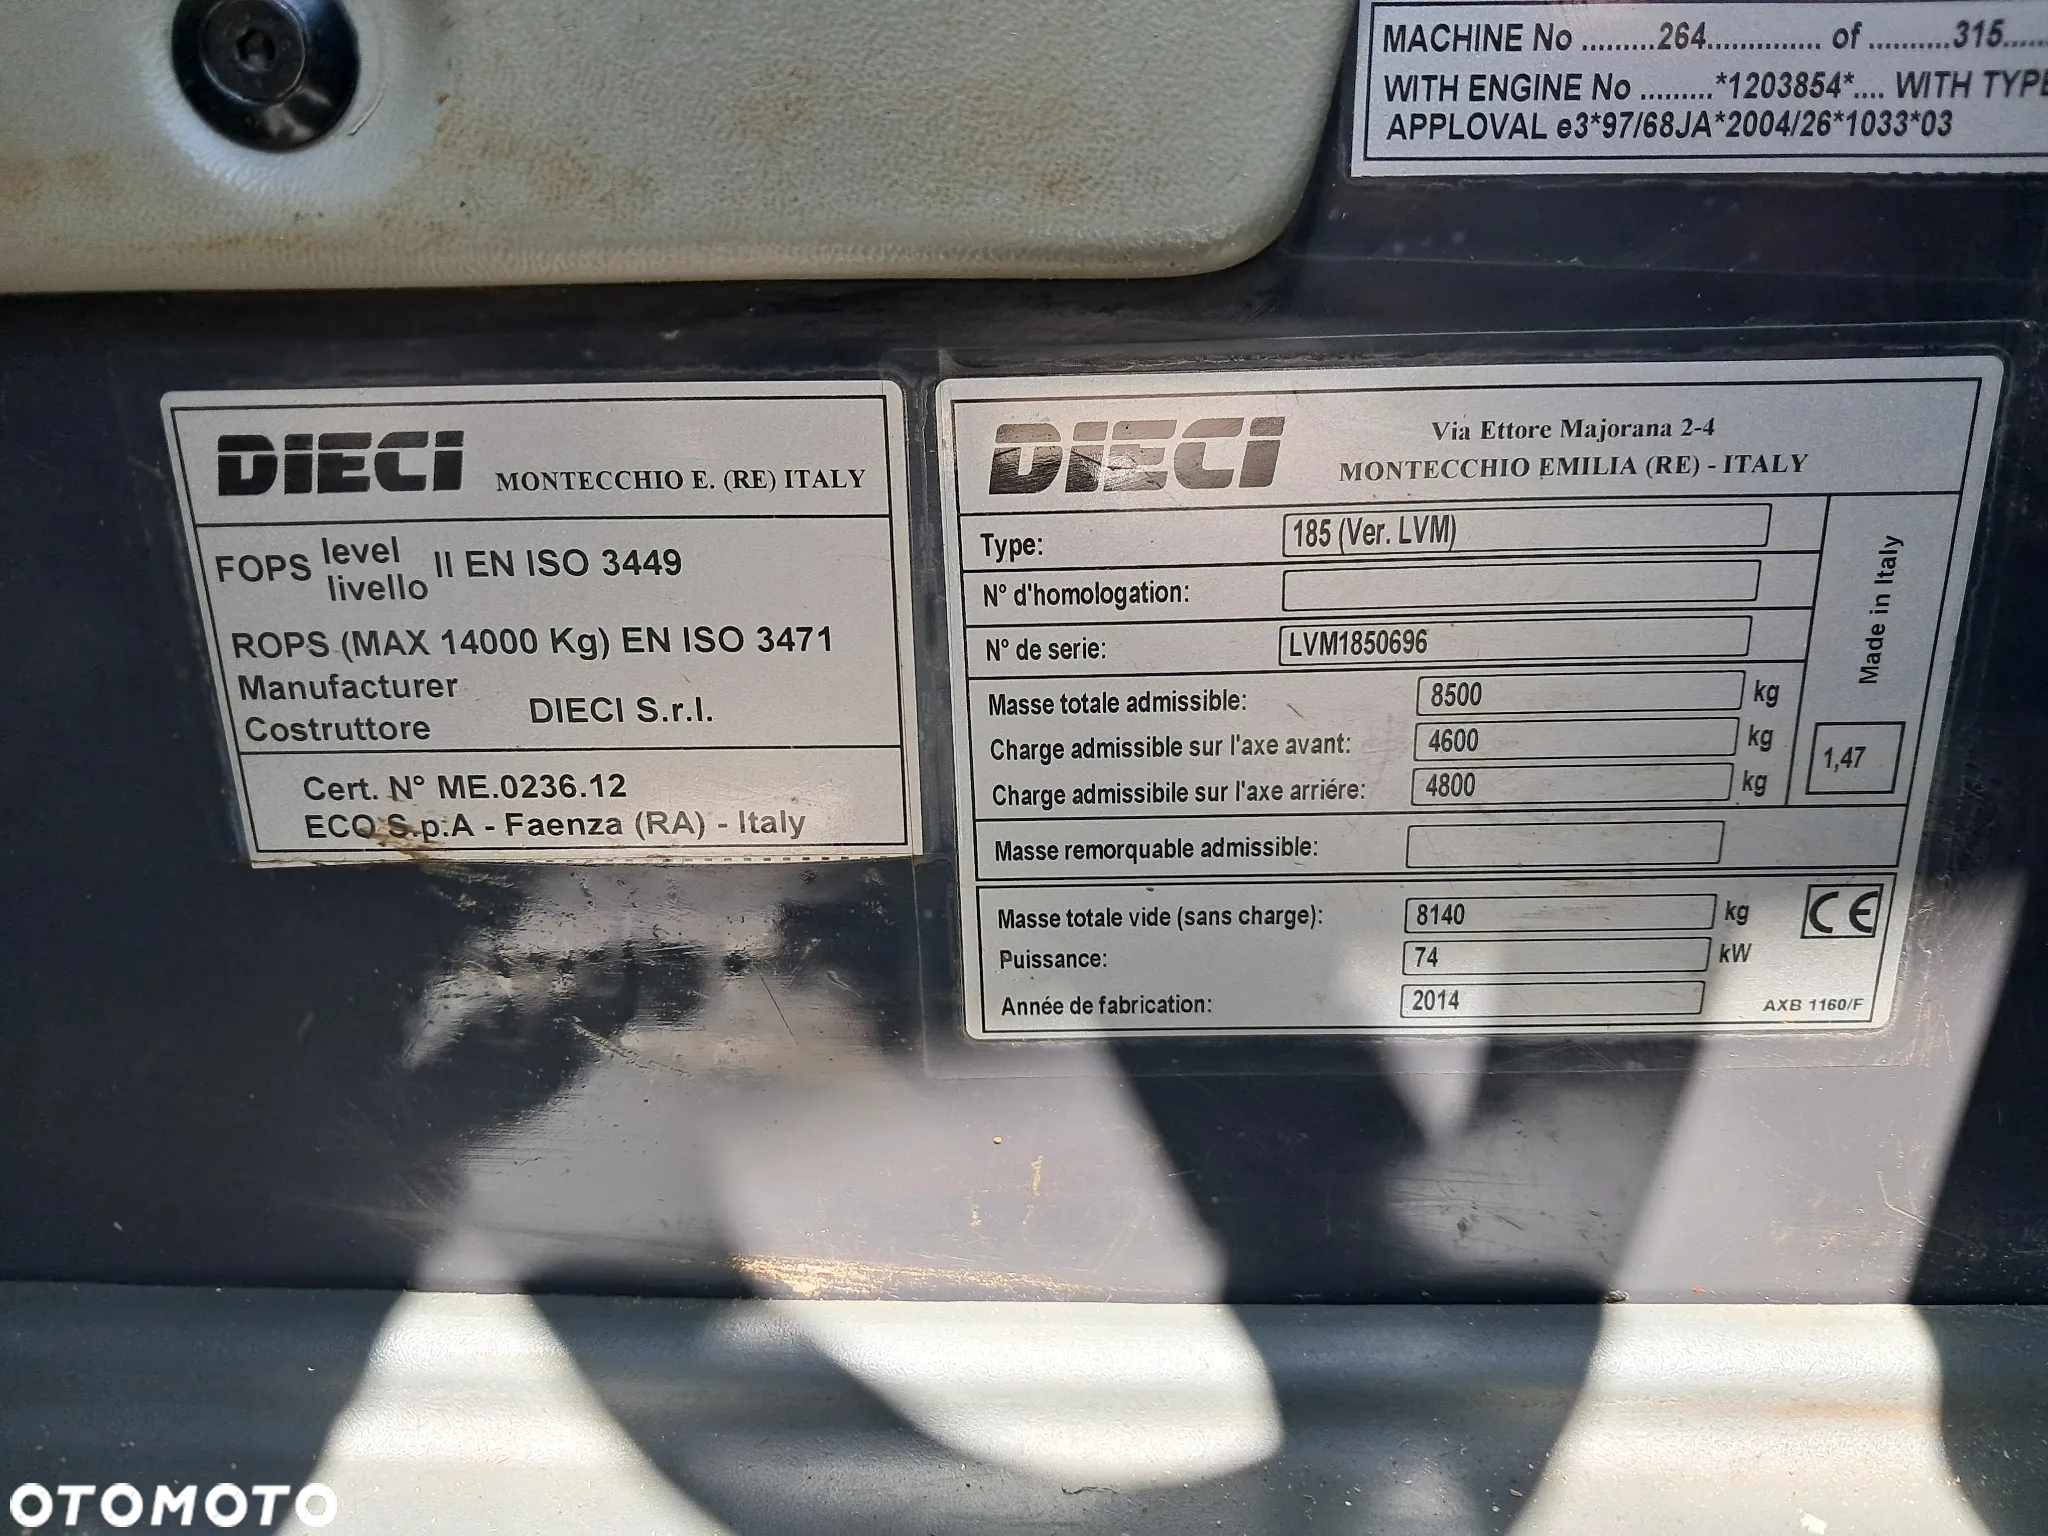 MACHINE No .........264.............. of ..........315......
WITH ENGINE No .........*1203854*.... WITH TYPE
APPLOVAL e3*97/68JA*2004/26*1033*03
DIECI MONTECCHIO E. (RE) ITALY
FOPS level livello II EN ISO 3449
ROPS (MAX 14000 Kg) EN ISO 3471
Manufacturer
Costruttore DIECI S.r.l.
Cert. N° ME.0236.12
ECO S.p.A - Faenza (RA) - Italy
DIECI
Via Ettore Majorana 2-4
MONTECCHIO EMILIA (RE) - ITALY
Type: 185 (Ver. LVM)
N° d'homologation:
N° de serie: LVM1850696
Masse totale admissible: 8500 kg
Charge admissible sur l'axe avant: 4600 kg
Charge admissibile sur l'axe arriére: 4800 kg
Made in Italy
1,47
Masse remorquable admissible:
Masse totale vide (sans charge): 8140 kg
CE
Puissance: 74 kW
Année de fabrication: 2014
AXB 1160/F
OTOMOTO